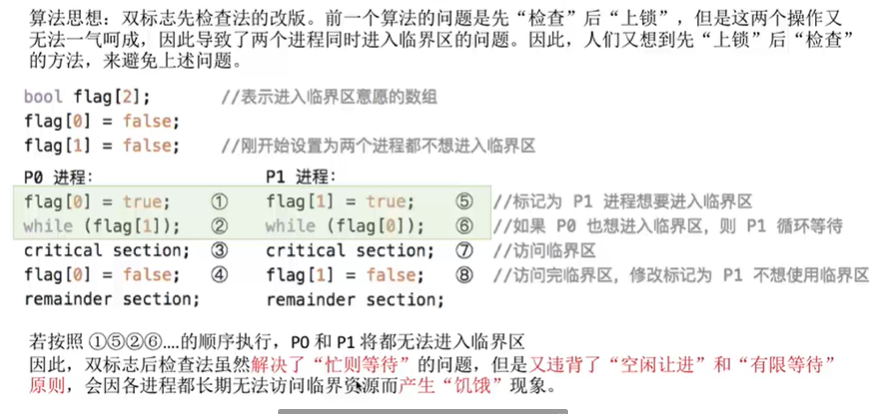 算法思想：双标志先检查法的改版。前一个算法的问题是先“检查”后“上锁”，但是这两个操作又
无法一气呵成，因此导致了两个进程同时进入临界区的问题。因此，人们又想到先“上锁”后“检查”
的方法，来避免上述问题。
bool flag[2]; //表示进入临界区意愿的数组
flag[0] = false;
flag[1] = false; //刚开始设置为两个进程都不想进入临界区
P0 进程： P1 进程：
flag[0] = true; ① flag[1] = true; ⑤ //标记为 P1 进程想要进入临界区
while (flag[1]); ② while (flag[0]); ⑥ //如果 P0 也想进入临界区，则 P1 循环等待
critical section; ③ critical section; ⑦ //访问临界区
flag[0] = false; ④ flag[1] = false; ⑧ //访问完临界区，修改标记为 P1 不想使用临界区
remainder section; remainder section;
若按照 ①⑤②⑥....的顺序执行，P0 和 P1 将都无法进入临界区
因此，双标志后检查法虽然解决了“忙则等待”的问题，但是又违背了“空闲让进”和“有限等待”
原则，会因各进程都长期无法访问临界资源而产生“饥饿”现象。